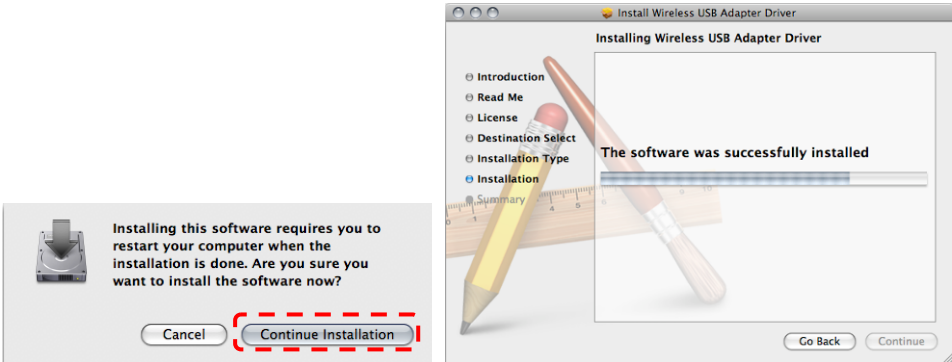 Installing this software requires you to
restart your computer when the
installation is done. Are you sure you
want to install the software now?
Cancel
Continue Installation
Install Wireless USB Adapter Driver
Installing Wireless USB Adapter Driver
Introduction
Read Me
License
Destination Select
Installation Type
Installation
Summary
The software was successfully installed
Go Back
Continue